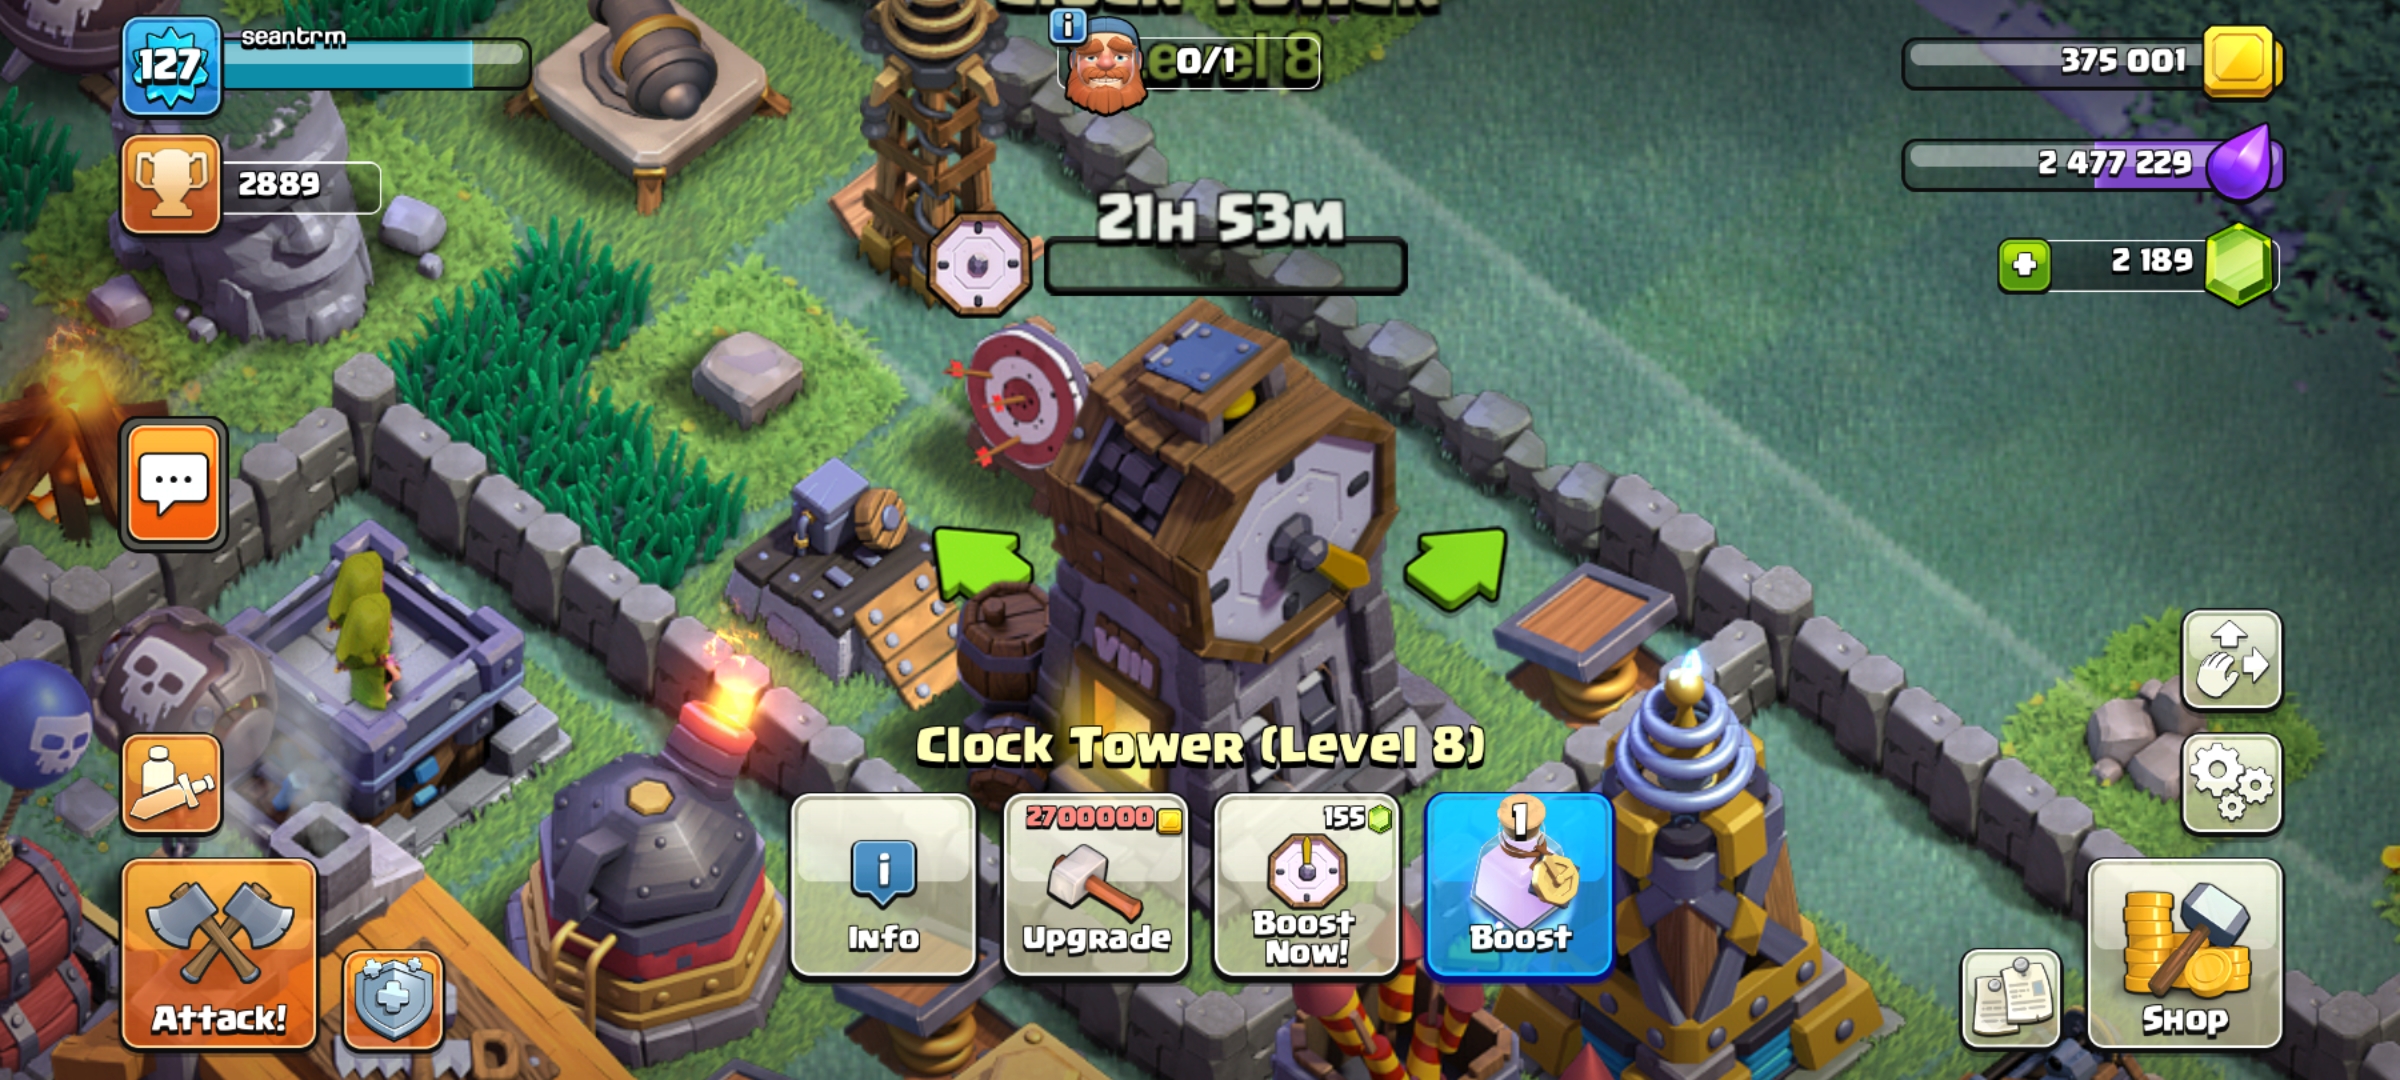 127
seantrm
0/1
375 001
2889
2 477 229
2 189
21H 53M
VIII
Clock Tower (Level 8)
2700000
155
1
Info
Upgrade
Boost
Now!
Boost
Attack!
Shop